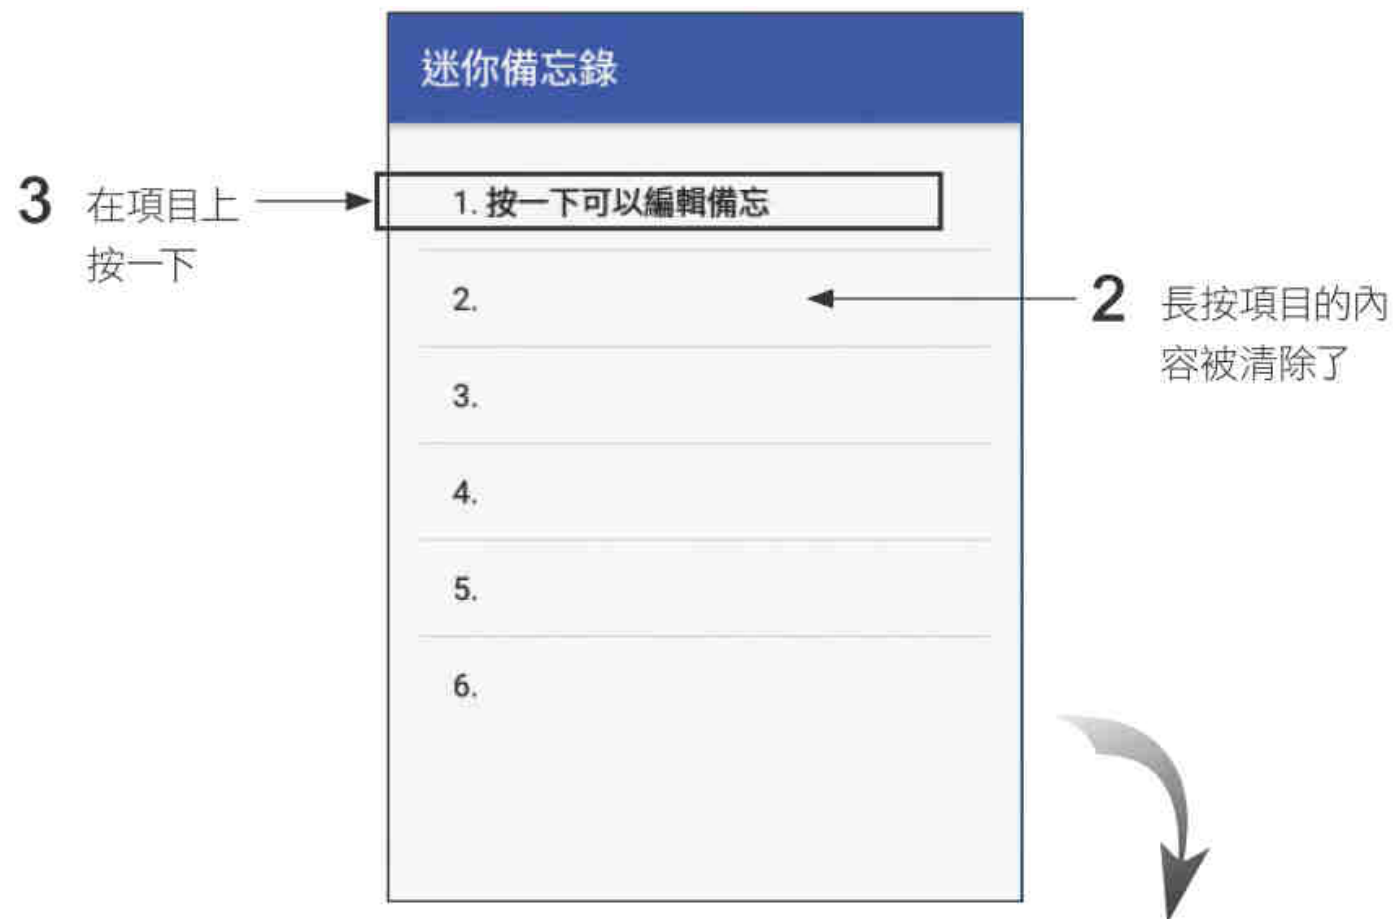 迷你備忘錄
3 在項目上
按一下
1. 按一下可以編輯備忘
2.
2 長按項目的內
容被清除了
3.
4.
5.
6.